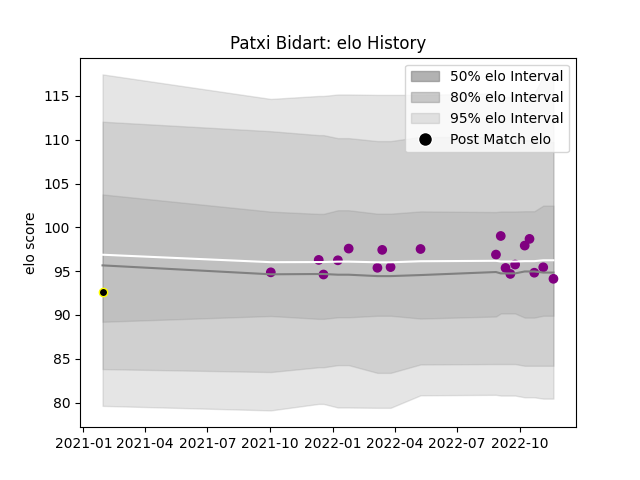 Patxi Bidart: elo History
50% elo Interval
80% elo Interval
95% elo Interval
Post Match elo
elo score
115
110
105
100
95
90
85
80
2021-01 2021-04 2021-07 2021-10 2022-01 2022-04 2022-07 2022-10